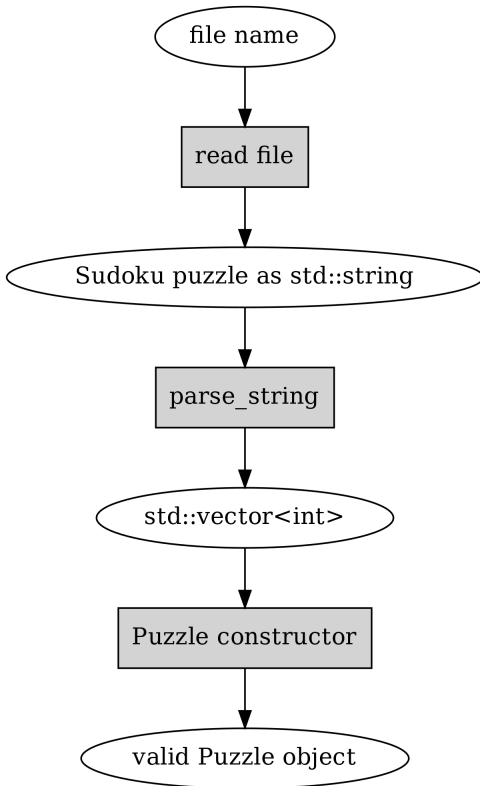 file name
read file
Sudoku puzzle as std::string
parse_string
std::vector<int>
Puzzle constructor
valid Puzzle object